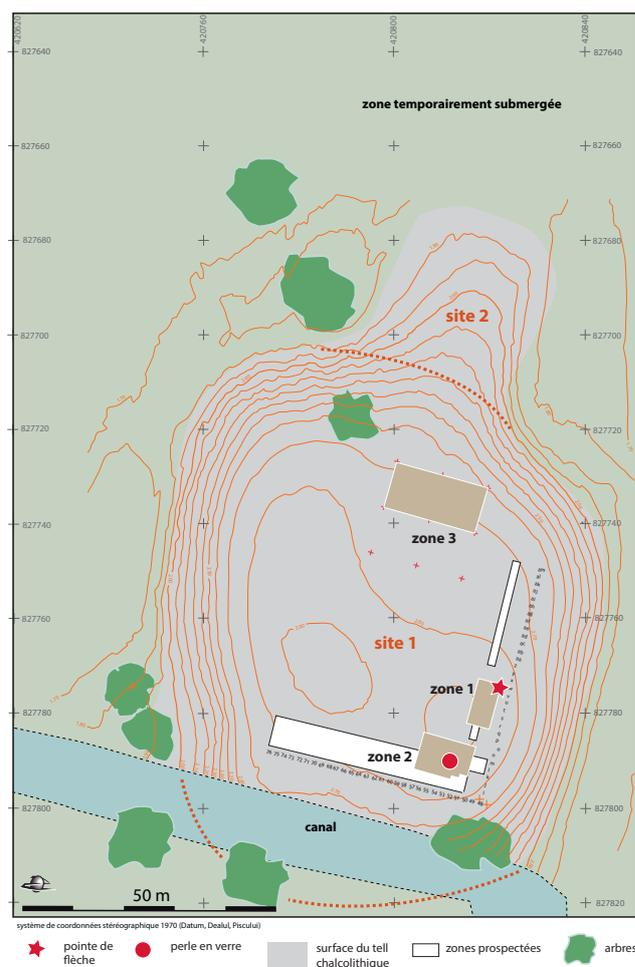 420620
420760
420800
420840
827640
827640
zone temporairement submergée
827660
827660
827680
827680
site 2
827700
827700
827720
827720
827740
827740
zone 3
827760
827760
site 1
zone 1
827780
827780
zone 2
827800
827800
canal
50 m
827820
système de coordonnées stéréographique 1970 (Datum, Dealul, Piscului)
pointe de
flèche
perle en verre
surface du tell
chalcolithique
zones prospectées
arbres